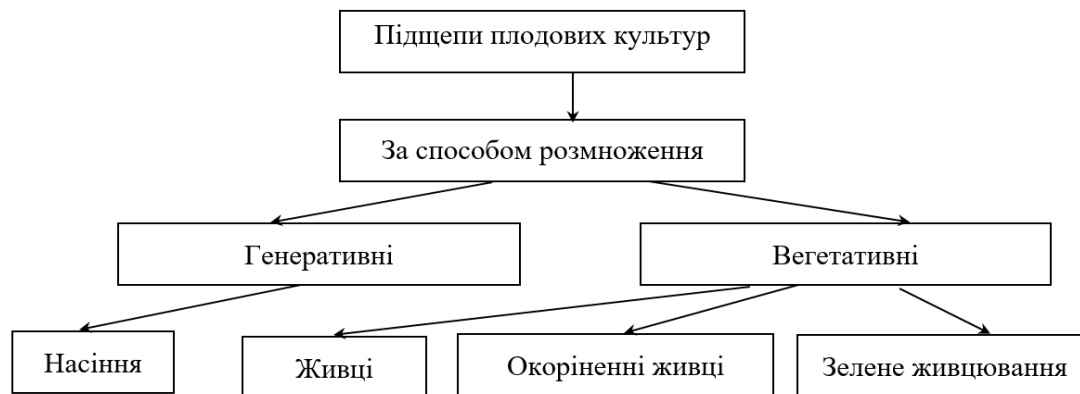 Підщепи плодових культур
За способом розмноження
Генеративні
Вегетативні
Насіння
Живці
Окоріненні живці
Зелене живцювання